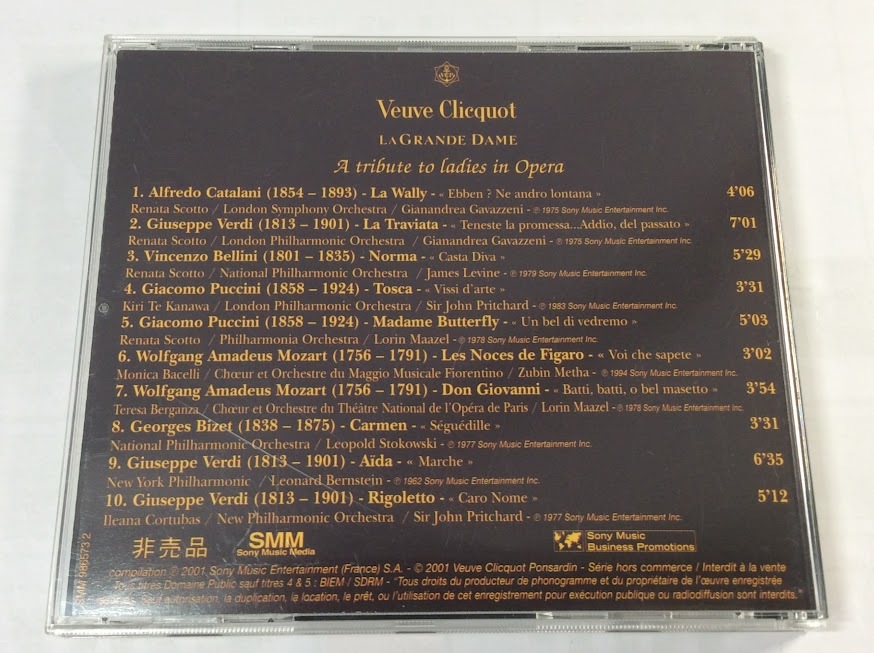 Veuve Clicquot
LA GRANDE DAME
A tribute to ladies in Opera
1. Alfredo Catalani (1854 – 1893) - La Wally - « Ebben ? Ne andro lontana » 4’06
Renata Scotto / London Symphony Orchestra / Gianandrea Gavazzeni - ℗ 1975 Sony Music Entertainment Inc.
2. Giuseppe Verdi (1813 – 1901) - La Traviata - « Teneste la promessa...Addio, del passato » 7’01
Renata Scotto / London Philharmonic Orchestra / Gianandrea Gavazzeni - ℗ 1975 Sony Music Entertainment Inc.
3. Vincenzo Bellini (1801 – 1835) - Norma - « Casta Diva » 5’29
Renata Scotto / National Philharmonic Orchestra / James Levine - ℗ 1979 Sony Music Entertainment Inc.
4. Giacomo Puccini (1858 – 1924) - Tosca - « Vissi d’arte » 3’31
Kiri Te Kanawa / London Philharmonic Orchestra / Sir John Pritchard - ℗ 1983 Sony Music Entertainment Inc.
5. Giacomo Puccini (1858 – 1924) - Madame Butterfly - « Un bel di vedremo » 5’03
Renata Scotto / Philharmonia Orchestra / Lorin Maazel - ℗ 1978 Sony Music Entertainment Inc.
6. Wolfgang Amadeus Mozart (1756 – 1791) - Les Noces de Figaro - « Voi che sapete » 3’02
Monica Bacelli / Chœur et Orchestre du Maggio Musicale Fiorentino / Zubin Metha - ℗ 1994 Sony Music Entertainment Inc.
7. Wolfgang Amadeus Mozart (1756 – 1791) - Don Giovanni - « Batti, batti, o bel masetto » 3’54
Teresa Berganza / Chœur et Orchestre du Théâtre National de l’Opéra de Paris / Lorin Maazel - ℗ 1978 Sony Music Entertainment Inc.
8. Georges Bizet (1838 – 1875) - Carmen - « Séguédille » 3’31
National Philharmonic Orchestra / Leopold Stokowski - ℗ 1977 Sony Music Entertainment Inc.
9. Giuseppe Verdi (1813 – 1901) - Aïda - « Marche » 6’35
New York Philharmonic / Leonard Bernstein - ℗ 1962 Sony Music Entertainment Inc.
10. Giuseppe Verdi (1813 – 1901) - Rigoletto - « Caro Nome » 5’12
Ileana Cortubas / New Philharmonic Orchestra / Sir John Pritchard - ℗ 1977 Sony Music Entertainment Inc.
非売品
SMM
Sony Music Media
Sony Music
Business Promotions
compilation ℗ 2001 Sony Music Entertainment (France) S.A. - © 2001 Veuve Clicquot Ponsardin - Série hors commerce / Interdit à la vente
Tous titres Domaine Public sauf titres 4 & 5 : BIEM / SDRM - "Tous droits du producteur de phonogramme et du propriétaire de l’œuvre enregistrée
Sauf autorisation, la duplication, la location, le prêt, ou l’utilisation de cet enregistrement pour exécution publique ou radiodiffusion sont interdits.